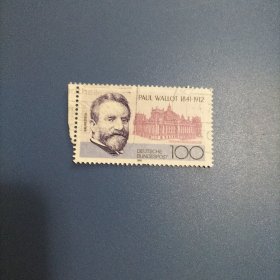 PAUL WALLOT 1841-1912
DEUTSCHE
BUNDESPOST
100